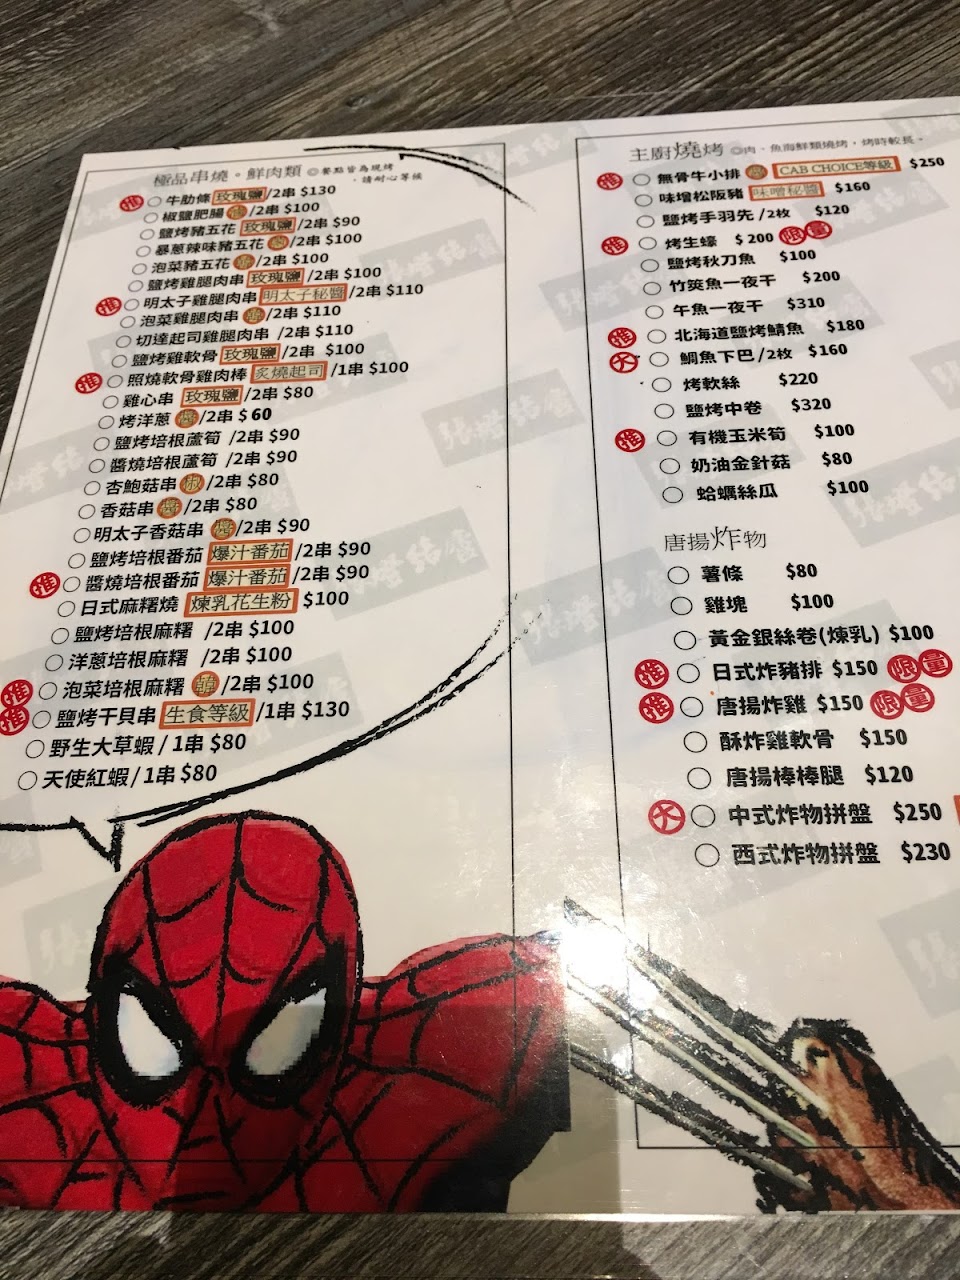 極品串燒。鮮肉類 ◎餐點皆為現烤
，請耐心等候
推 牛肋條 玫瑰鹽/2串 $130
椒鹽肥腸/2串 $100
鹽烤豬五花 玫瑰鹽/2串 $90
暴蔥辣味豬五花/2串 $100
泡菜豬五花/2串 $100
鹽烤雞腿肉串 玫瑰鹽/2串 $100
推 明太子雞腿肉串 明太子秘醬/2串 $110
泡菜雞腿肉串/2串 $110
切達起司雞腿肉串/2串 $110
鹽烤雞軟骨 玫瑰鹽/2串 $100
推 照燒軟骨雞肉棒 炙燒起司/1串 $100
雞心串 玫瑰鹽/2串 $80
烤洋蔥/2串 $ 60
鹽烤培根蘆筍 /2串 $90
醬燒培根蘆筍 /2串 $90
杏鮑菇串 椒/2串 $80
香菇串/2串 $80
明太子香菇串/2串 $90
鹽烤培根番茄 爆汁番茄/2串 $90
推 醬燒培根番茄 爆汁番茄/2串 $90
日式麻糬燒 煉乳花生粉 $100
鹽烤培根麻糬 /2串 $100
洋蔥培根麻糬 /2串 $100
推 泡菜培根麻糬/2串 $100
推 鹽烤干貝串 生食等級/1串 $130
野生大草蝦/ 1串 $80
天使紅蝦/ 1串 $80
主廚燒烤 ◎肉、魚海鮮類燒烤，烤時較長。
推 無骨牛小排 CAB CHOICE等級 $250
味增松阪豬 味噌秘醬 $160
鹽烤手羽先/2枚 $120
推 烤生蠔 $ 200 限量
鹽烤秋刀魚 $100
竹筴魚一夜干 $200
午魚一夜干 $310
推 北海道鹽烤鯖魚 $180
大 鯛魚下巴/2枚 $160
烤軟絲 $220
鹽烤中卷 $320
推 有機玉米筍 $100
奶油金針菇 $80
蛤蠣絲瓜 $100
唐揚炸物
薯條 $80
雞塊 $100
黃金銀絲卷(煉乳) $100
推 日式炸豬排 $150 限量
推 唐揚炸雞 $150 限量
酥炸雞軟骨 $150
唐揚棒棒腿 $120
大 中式炸物拼盤 $250
西式炸物拼盤 $230